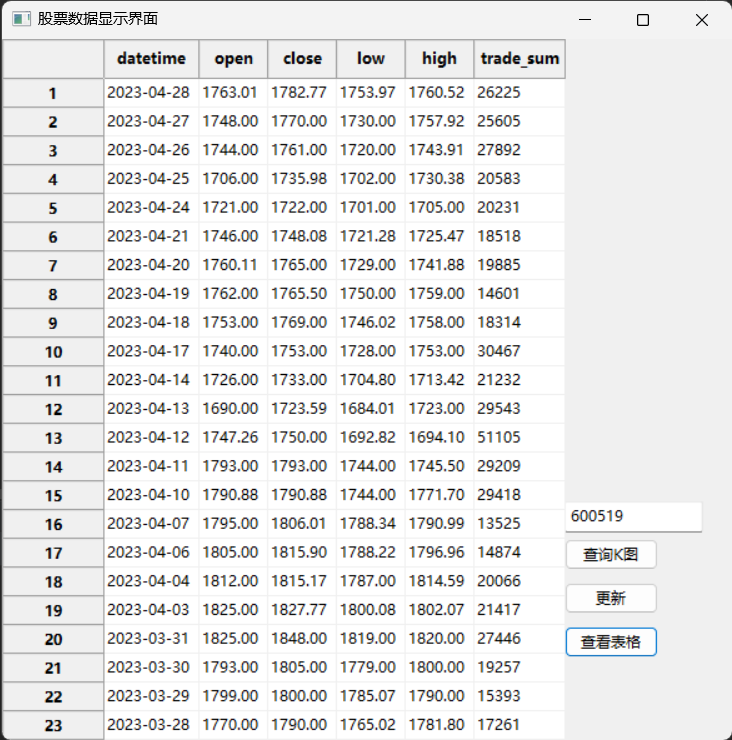 股票数据显示界面
datetime open close low high trade_sum
1 2023-04-28 1763.01 1782.77 1753.97 1760.52 26225
2 2023-04-27 1748.00 1770.00 1730.00 1757.92 25605
3 2023-04-26 1744.00 1761.00 1720.00 1743.91 27892
4 2023-04-25 1706.00 1735.98 1702.00 1730.38 20583
5 2023-04-24 1721.00 1722.00 1701.00 1705.00 20231
6 2023-04-21 1746.00 1748.08 1721.28 1725.47 18518
7 2023-04-20 1760.11 1765.00 1729.00 1741.88 19885
8 2023-04-19 1762.00 1765.50 1750.00 1759.00 14601
9 2023-04-18 1753.00 1769.00 1746.02 1758.00 18314
10 2023-04-17 1740.00 1753.00 1728.00 1753.00 30467
11 2023-04-14 1726.00 1733.00 1704.80 1713.42 21232
12 2023-04-13 1690.00 1723.59 1684.01 1723.00 29543
13 2023-04-12 1747.26 1750.00 1692.82 1694.10 51105
14 2023-04-11 1793.00 1793.00 1744.00 1745.50 29209
15 2023-04-10 1790.88 1790.88 1744.00 1771.70 29418
16 2023-04-07 1795.00 1806.01 1788.34 1790.99 13525
17 2023-04-06 1805.00 1815.90 1788.22 1796.96 14874
18 2023-04-04 1812.00 1815.17 1787.00 1814.59 20066
19 2023-04-03 1825.00 1827.77 1800.08 1802.07 21417
20 2023-03-31 1825.00 1848.00 1819.00 1820.00 27446
21 2023-03-30 1793.00 1805.00 1779.00 1800.00 19257
22 2023-03-29 1799.00 1800.00 1785.07 1790.00 15393
23 2023-03-28 1770.00 1790.00 1765.02 1781.80 17261
600519
查询K图
更新
查看表格